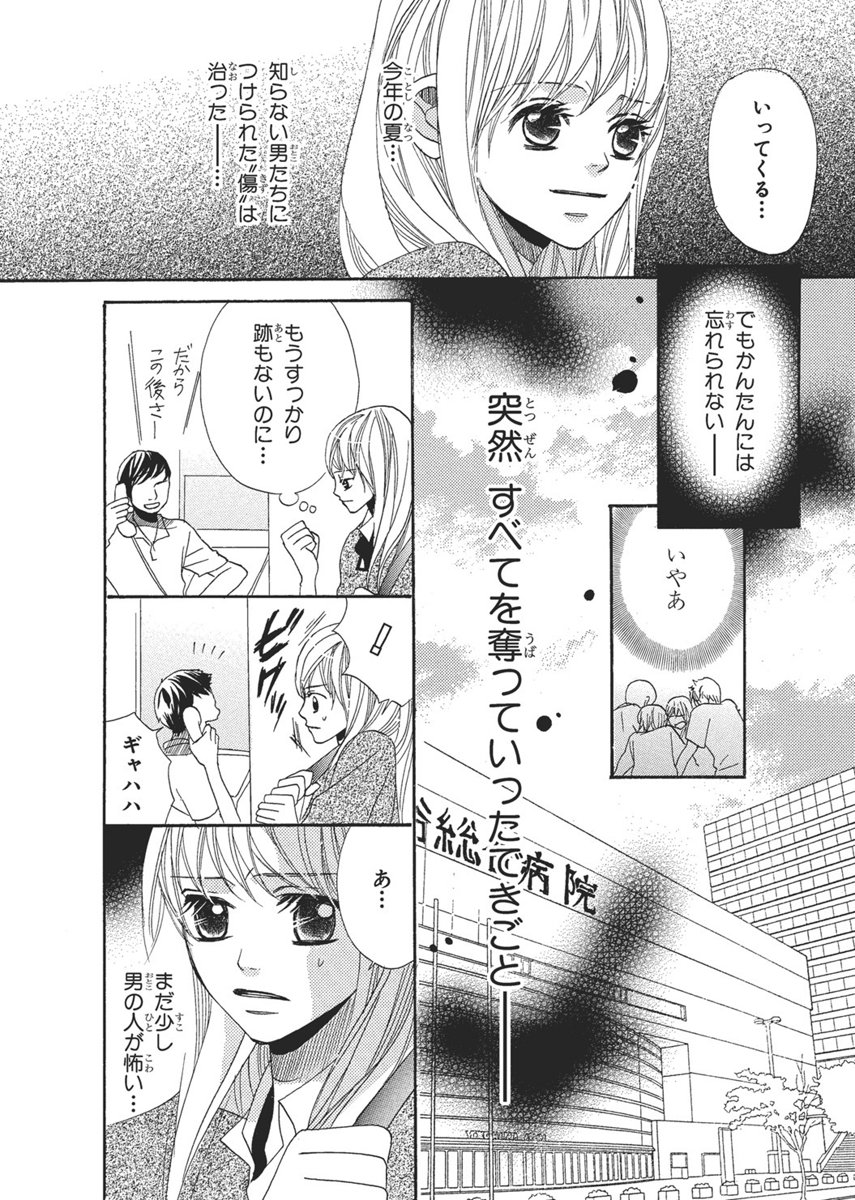 いってくる…
今年の夏…
知らない男たちに
つけられた〝傷〟は
治った――…
でもかんたんには
忘れられない――
いやあ
突然 すべてを奪っていったできごと――
総合病院
もうすっかり
跡もないのに…
だから
この後さー
!
ビクッ
ギャハハ
あ…
まだ少し
男の人が怖い…